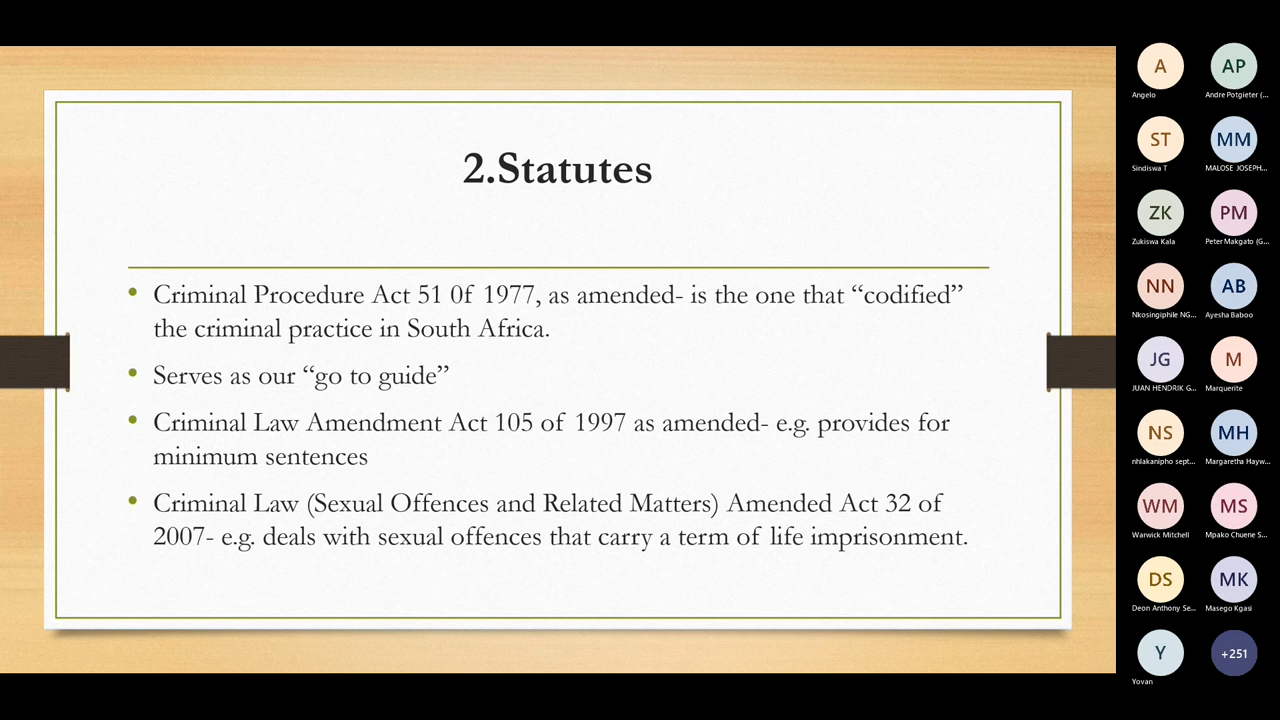 2.Statutes
• Criminal Procedure Act 51 0f 1977, as amended- is the one that “codified”
the criminal practice in South Africa.
• Serves as our “go to guide”
• Criminal Law Amendment Act 105 of 1997 as amended- e.g. provides for
minimum sentences
• Criminal Law (Sexual Offences and Related Matters) Amended Act 32 of
2007- e.g. deals with sexual offences that carry a term of life imprisonment.
A AP
Angelo Andre Potgieter (...
ST MM
Sindiswa T MALOSE JOSEPH...
ZK PM
Zukiswa Kala Peter Makgato (G...
NN AB
Nkosingiphile NG... Ayesha Baboo
JG M
JUAN HENDRIK G... Marquerite
NS MH
nhlakanipho sept... Margaretha Hayw...
WM MS
Warwick Mitchell Mpako Chuene S...
DS MK
Deon Anthony Se... Masego Kgasi
Y +251
Yovan